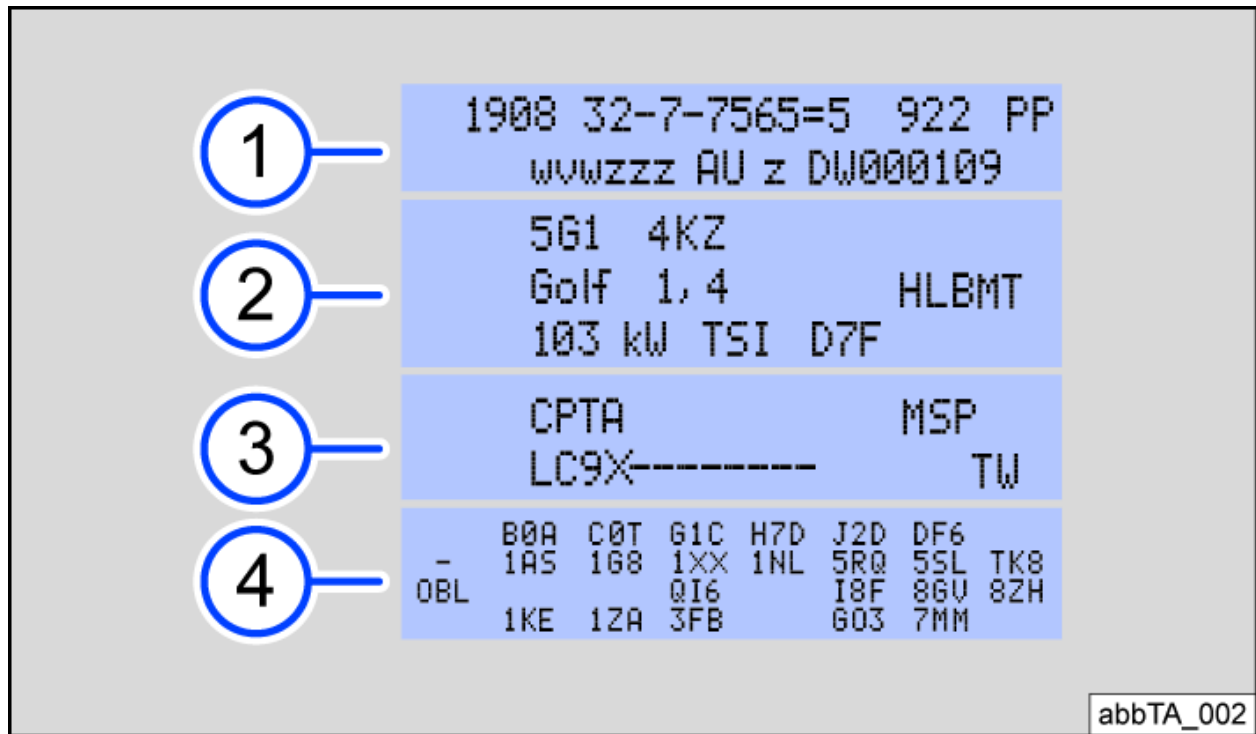 1
1908 32-7-7565=5 922 PP
wvwzzz AU z DW000109
2
5G1 4KZ
Golf 1,4 HLBMT
103 kW TSI D7F
3
CPTA MSP
LC9X-------- TW
4
B0A C0T G1C H7D J2D DF6
- 1AS 1G8 1XX 1NL 5RQ 5SL TK8
OBL QI6 I8F 8GV 8ZH
1KE 1ZA 3FB GO3 7MM
abbTA_002